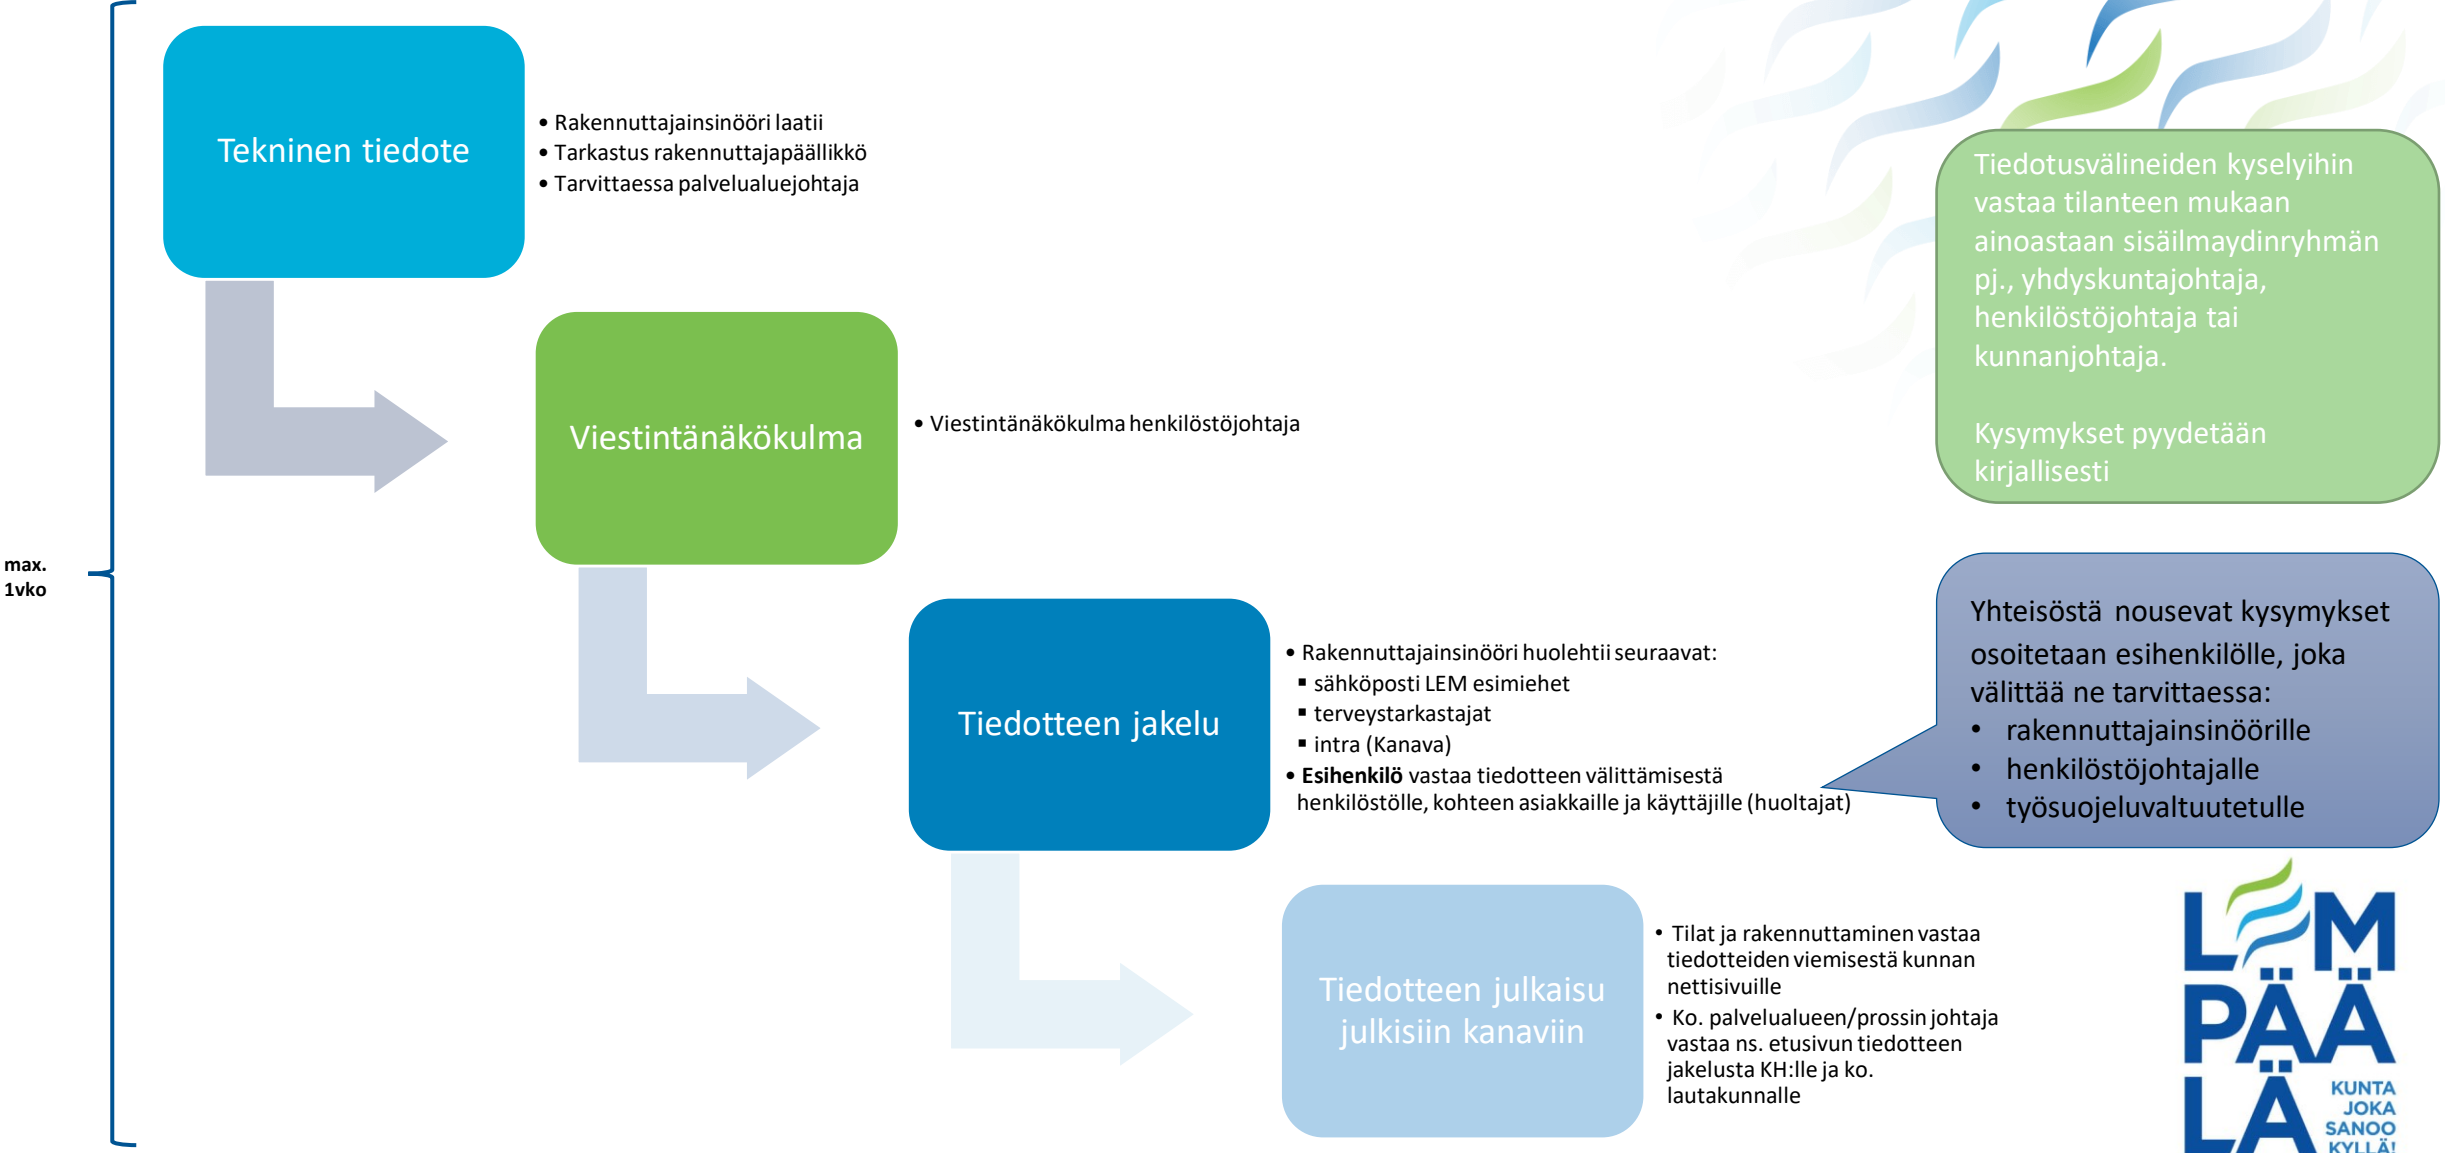 max.
1vko
Tekninen tiedote
• Rakennuttajainsinööri laatii
• Tarkastus rakennuttajapäällikkö
• Tarvittaessa palvelualuejohtaja
Viestintänäkökulma
• Viestintänäkökulma henkilöstöjohtaja
Tiedotteen jakelu
• Rakennuttajainsinööri huolehtii seuraavat:
▪ sähköposti LEM esimiehet
▪ terveystarkastajat
▪ intra (Kanava)
• Esihenkilö vastaa tiedotteen välittämisestä
henkilöstölle, kohteen asiakkaille ja käyttäjille (huoltajat)
Tiedotteen julkaisu
julkisiin kanaviin
• Tilat ja rakennuttaminen vastaa
tiedotteiden viemisestä kunnan
nettisivuille
• Ko. palvelualueen/prossin johtaja
vastaa ns. etusivun tiedotteen
jakelusta KH:lle ja ko.
lautakunnalle
Tiedotusvälineiden kyselyihin
vastaa tilanteen mukaan
ainoastaan sisäilmaydinryhmän
pj., yhdyskuntajohtaja,
henkilöstöjohtaja tai
kunnanjohtaja.
Kysymykset pyydetään
kirjallisesti
Yhteisöstä nousevat kysymykset
osoitetaan esihenkilölle, joka
välittää ne tarvittaessa:
• rakennuttajainsinöörille
• henkilöstöjohtajalle
• työsuojeluvaltuutetulle
LEM
PÄÄ
LÄ
KUNTA
JOKA
SANOO
KYLLÄ!